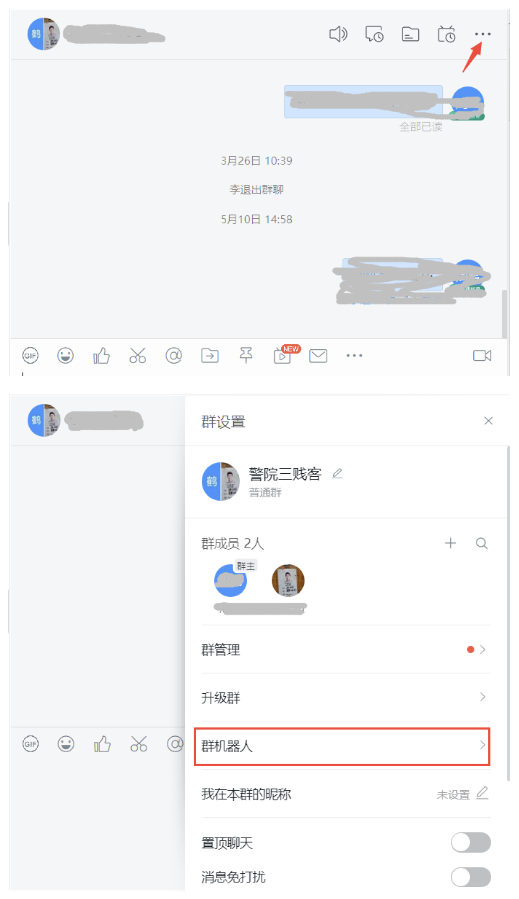 鹤
全部已读
3月26日 10:39
李退出群聊
5月10日 14:58
GIF
NEW
鹤
群设置
鹤
警院三贱客
普通群
群成员 2人
群主
群管理
升级群
群机器人
我在本群的昵称
未设置
置顶聊天
消息免打扰
GIF